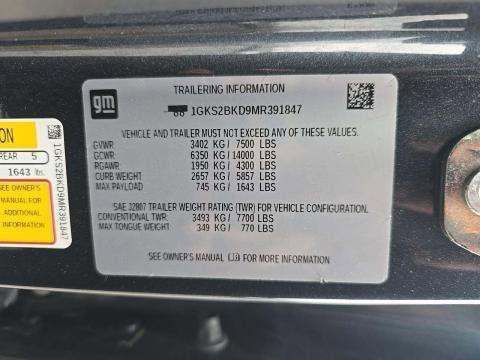 TRAILERING INFORMATION
gm
1GKS2BKD9MR391847
VEHICLE AND TRAILER MUST NOT EXCEED ANY OF THESE VALUES.
GVWR 3402 KG/ 7500 LBS
GCWR 6350 KG/ 14000 LBS
RGAWR 1950 KG/ 4300 LBS
CURB WEIGHT 2657 KG/ 5857 LBS
MAX PAYLOAD 745 KG/ 1643 LBS
SAE J2807 TRAILER WEIGHT RATING (TWR) FOR VEHICLE CONFIGURATION.
CONVENTIONAL TWR: 3493 KG/ 7700 LBS
MAX TONGUE WEIGHT: 349 KG/ 770 LBS
SEE OWNER'S MANUAL FOR MORE INFORMATION.
ON
REAR 5
1643 lbs
SEE OWNER'S
MANUAL FOR
ADDITIONAL
INFORMATION
1GKS2BKD9MR391847